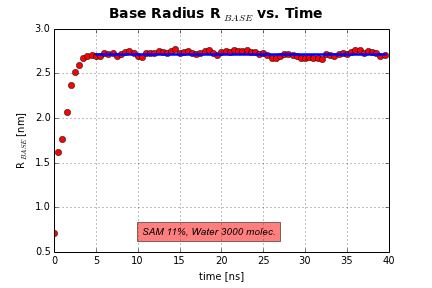 Base Radius R BASE vs. Time
3.0
2.5
2.0
1.5
1.0
0.5
R BASE [nm]
SAM 11%, Water 3000 molec.
0 5 10 15 20 25 30 35 40
time [ns]